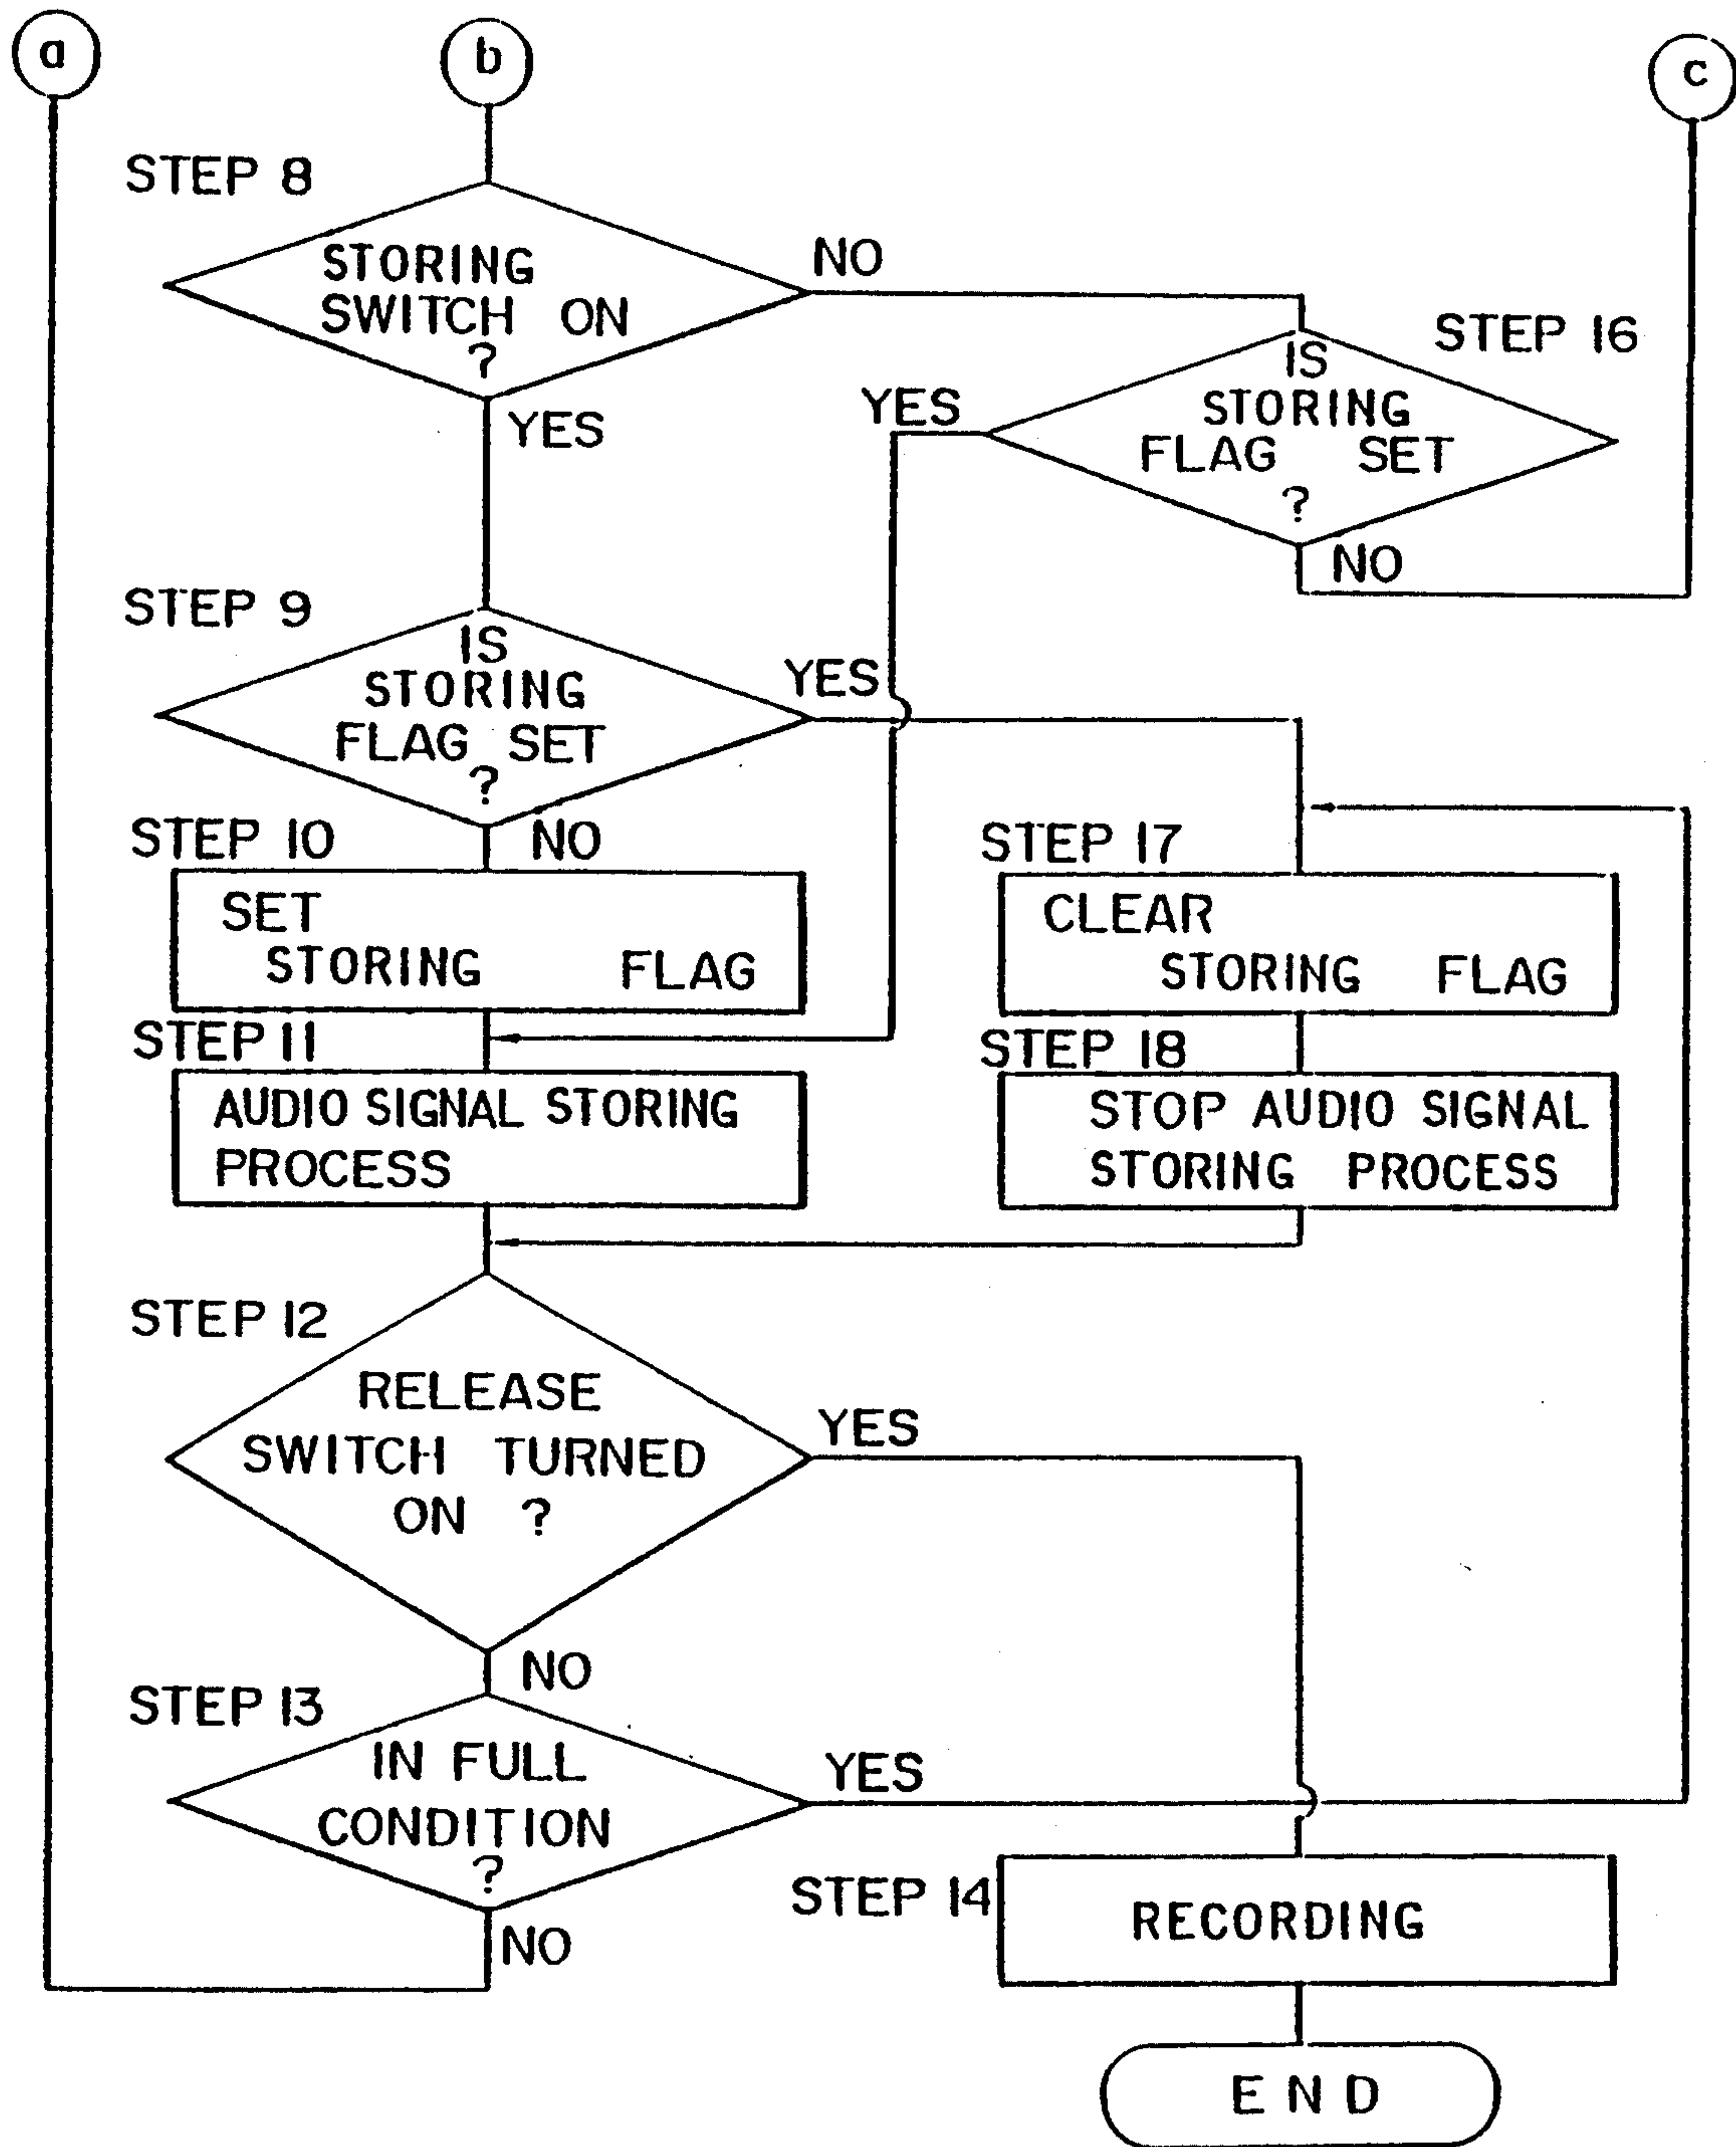 a
b
c
STEP 8
STORING
SWITCH ON
?
NO
YES
STEP 16
IS
STORING
FLAG SET
?
YES
NO
STEP 9
IS
STORING
FLAG SET
?
YES
NO
STEP 10
SET
STORING FLAG
STEP 17
CLEAR
STORING FLAG
STEP 11
AUDIO SIGNAL STORING
PROCESS
STEP 18
STOP AUDIO SIGNAL
STORING PROCESS
STEP 12
RELEASE
SWITCH TURNED
ON ?
YES
NO
STEP 13
IN FULL
CONDITION
?
YES
NO
STEP 14
RECORDING
END